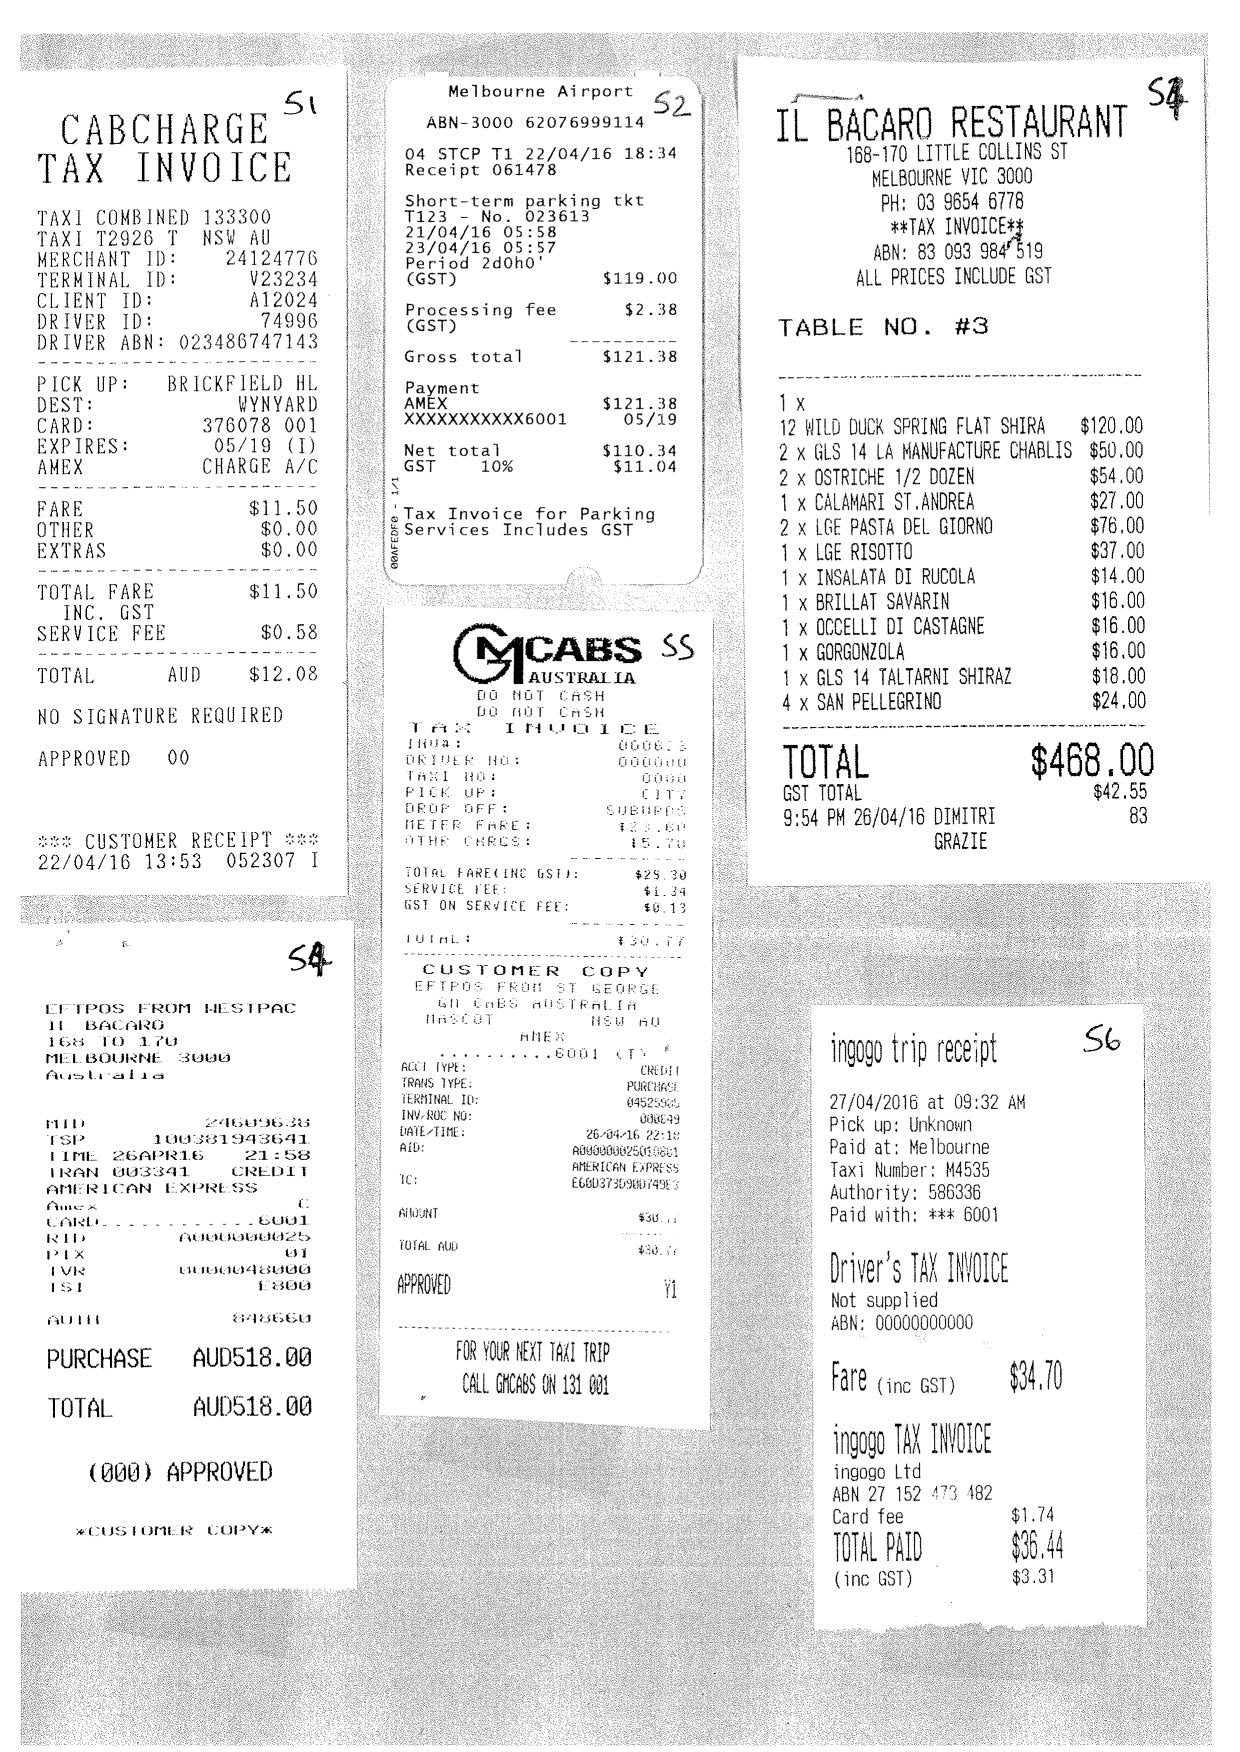 S1
CABCHARGE
TAX INVOICE
TAXI COMBINED 133300
TAXI T2926 T NSW AU
MERCHANT ID: 24124776
TERMINAL ID: V23234
CLIENT ID: A12024
DRIVER ID: 74996
DRIVER ABN: 023486747143
PICK UP: BRICKFIELD HL
DEST: WYNYARD
CARD: 376078 001
EXPIRES: 05/19 (I)
AMEX CHARGE A/C
FARE $11.50
OTHER $0.00
EXTRAS $0.00
TOTAL FARE $11.50
INC. GST
SERVICE FEE $0.58
TOTAL AUD $12.08
NO SIGNATURE REQUIRED
APPROVED 00
*** CUSTOMER RECEIPT ***
22/04/16 13:53 052307 I
S2
Melbourne Airport
ABN-3000 62076999114
04 STCP T1 22/04/16 18:34
Receipt 061478
Short-term parking tkt
T123 - No. 023613
21/04/16 05:58
23/04/16 05:57
Period 2d0h0'
(GST) $119.00
Processing fee $2.38
(GST)
Gross total $121.38
Payment
AMEX $121.38
XXXXXXXXXXX6001 05/19
Net total $110.34
GST 10% $11.04
Tax Invoice for Parking
Services Includes GST
00AFEDF0 - 1/1
S4
IL BACARO RESTAURANT
168-170 LITTLE COLLINS ST
MELBOURNE VIC 3000
PH: 03 9654 6778
**TAX INVOICE**
ABN: 83 093 984 519
ALL PRICES INCLUDE GST
TABLE NO. #3
1 x
12 WILD DUCK SPRING FLAT SHIRA $120.00
2 x GLS 14 LA MANUFACTURE CHABLIS $50.00
2 x OSTRICHE 1/2 DOZEN $54.00
1 x CALAMARI ST.ANDREA $27.00
2 x LGE PASTA DEL GIORNO $76.00
1 x LGE RISOTTO $37.00
1 x INSALATA DI RUCOLA $14.00
1 x BRILLAT SAVARIN $16.00
1 x OCCELLI DI CASTAGNE $16.00
1 x GORGONZOLA $16.00
1 x GLS 14 TALTARNI SHIRAZ $18.00
4 x SAN PELLEGRINO $24.00
TOTAL $468.00
GST TOTAL $42.55
9:54 PM 26/04/16 DIMITRI 83
GRAZIE
S4
EFTPOS FROM WESTPAC
IL BACARO
168 TO 170
MELBOURNE 3000
Australia
MID 24609638
TSP 100381943641
TIME 26APR16 21:58
TRAN 003341 CREDIT
AMERICAN EXPRESS
Amex C
CARD............6001
RID A000000025
PIX 01
TVR 0000048000
TSI E800
AUTH 848660
PURCHASE AUD518.00
TOTAL AUD518.00
(000) APPROVED
*CUSTOMER COPY*
S5
GM CABS
AUSTRALIA
DO NOT CASH
DO NOT CASH
TAX INVOICE
INV#:
DRIVER NO: 000000
TAXI NO: 0000
PICK UP: CITY
DROP OFF: SUBURBS
METER FARE: $23.60
OTHR CHRGS: $5.70
TOTAL FARE(INC GST): $29.30
SERVICE FEE: $1.34
GST ON SERVICE FEE: $0.13
TOTAL: $30.77
CUSTOMER COPY
EFTPOS FROM ST GEORGE
GM CABS AUSTRALIA
MASCOT NSW AU
AMEX
..........6001 (T) *
ACCT TYPE: CREDIT
TRANS TYPE: PURCHASE
TERMINAL ID:
INV-ROC NO: 000649
DATE/TIME: 26/04/16 22:18
AID: A000000025010801
AMERICAN EXPRESS
TC:
AMOUNT $30.77
TOTAL AUD $30.77
APPROVED Y1
FOR YOUR NEXT TAXI TRIP
CALL GMCABS ON 131 001
S6
ingogo trip receipt
27/04/2016 at 09:32 AM
Pick up: Unknown
Paid at: Melbourne
Taxi Number: M4535
Authority: 586336
Paid with: *** 6001
Driver's TAX INVOICE
Not supplied
ABN: 00000000000
Fare (inc GST) $34.70
ingogo TAX INVOICE
ingogo Ltd
ABN 27 152 473 482
Card fee $1.74
TOTAL PAID $36.44
(inc GST) $3.31